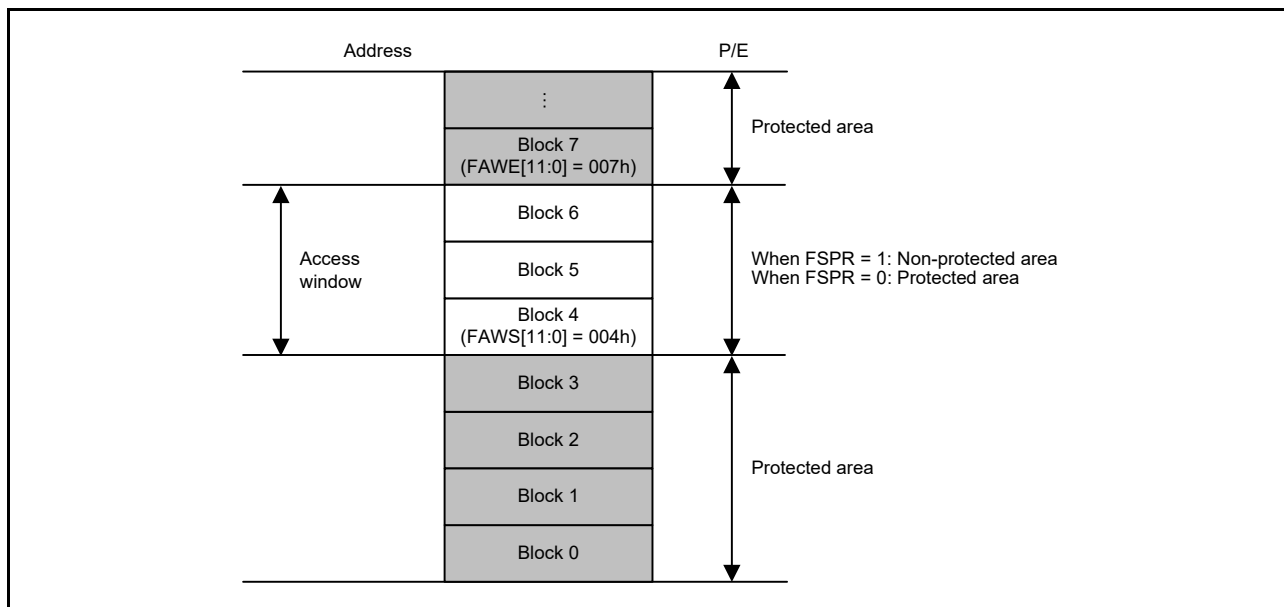 Address
P/E
⋮
Protected area
Block 7
(FAWE[11:0] = 007h)
Block 6
Access
window
Block 5
When FSPR = 1: Non-protected area
When FSPR = 0: Protected area
Block 4
(FAWS[11:0] = 004h)
Block 3
Block 2
Protected area
Block 1
Block 0